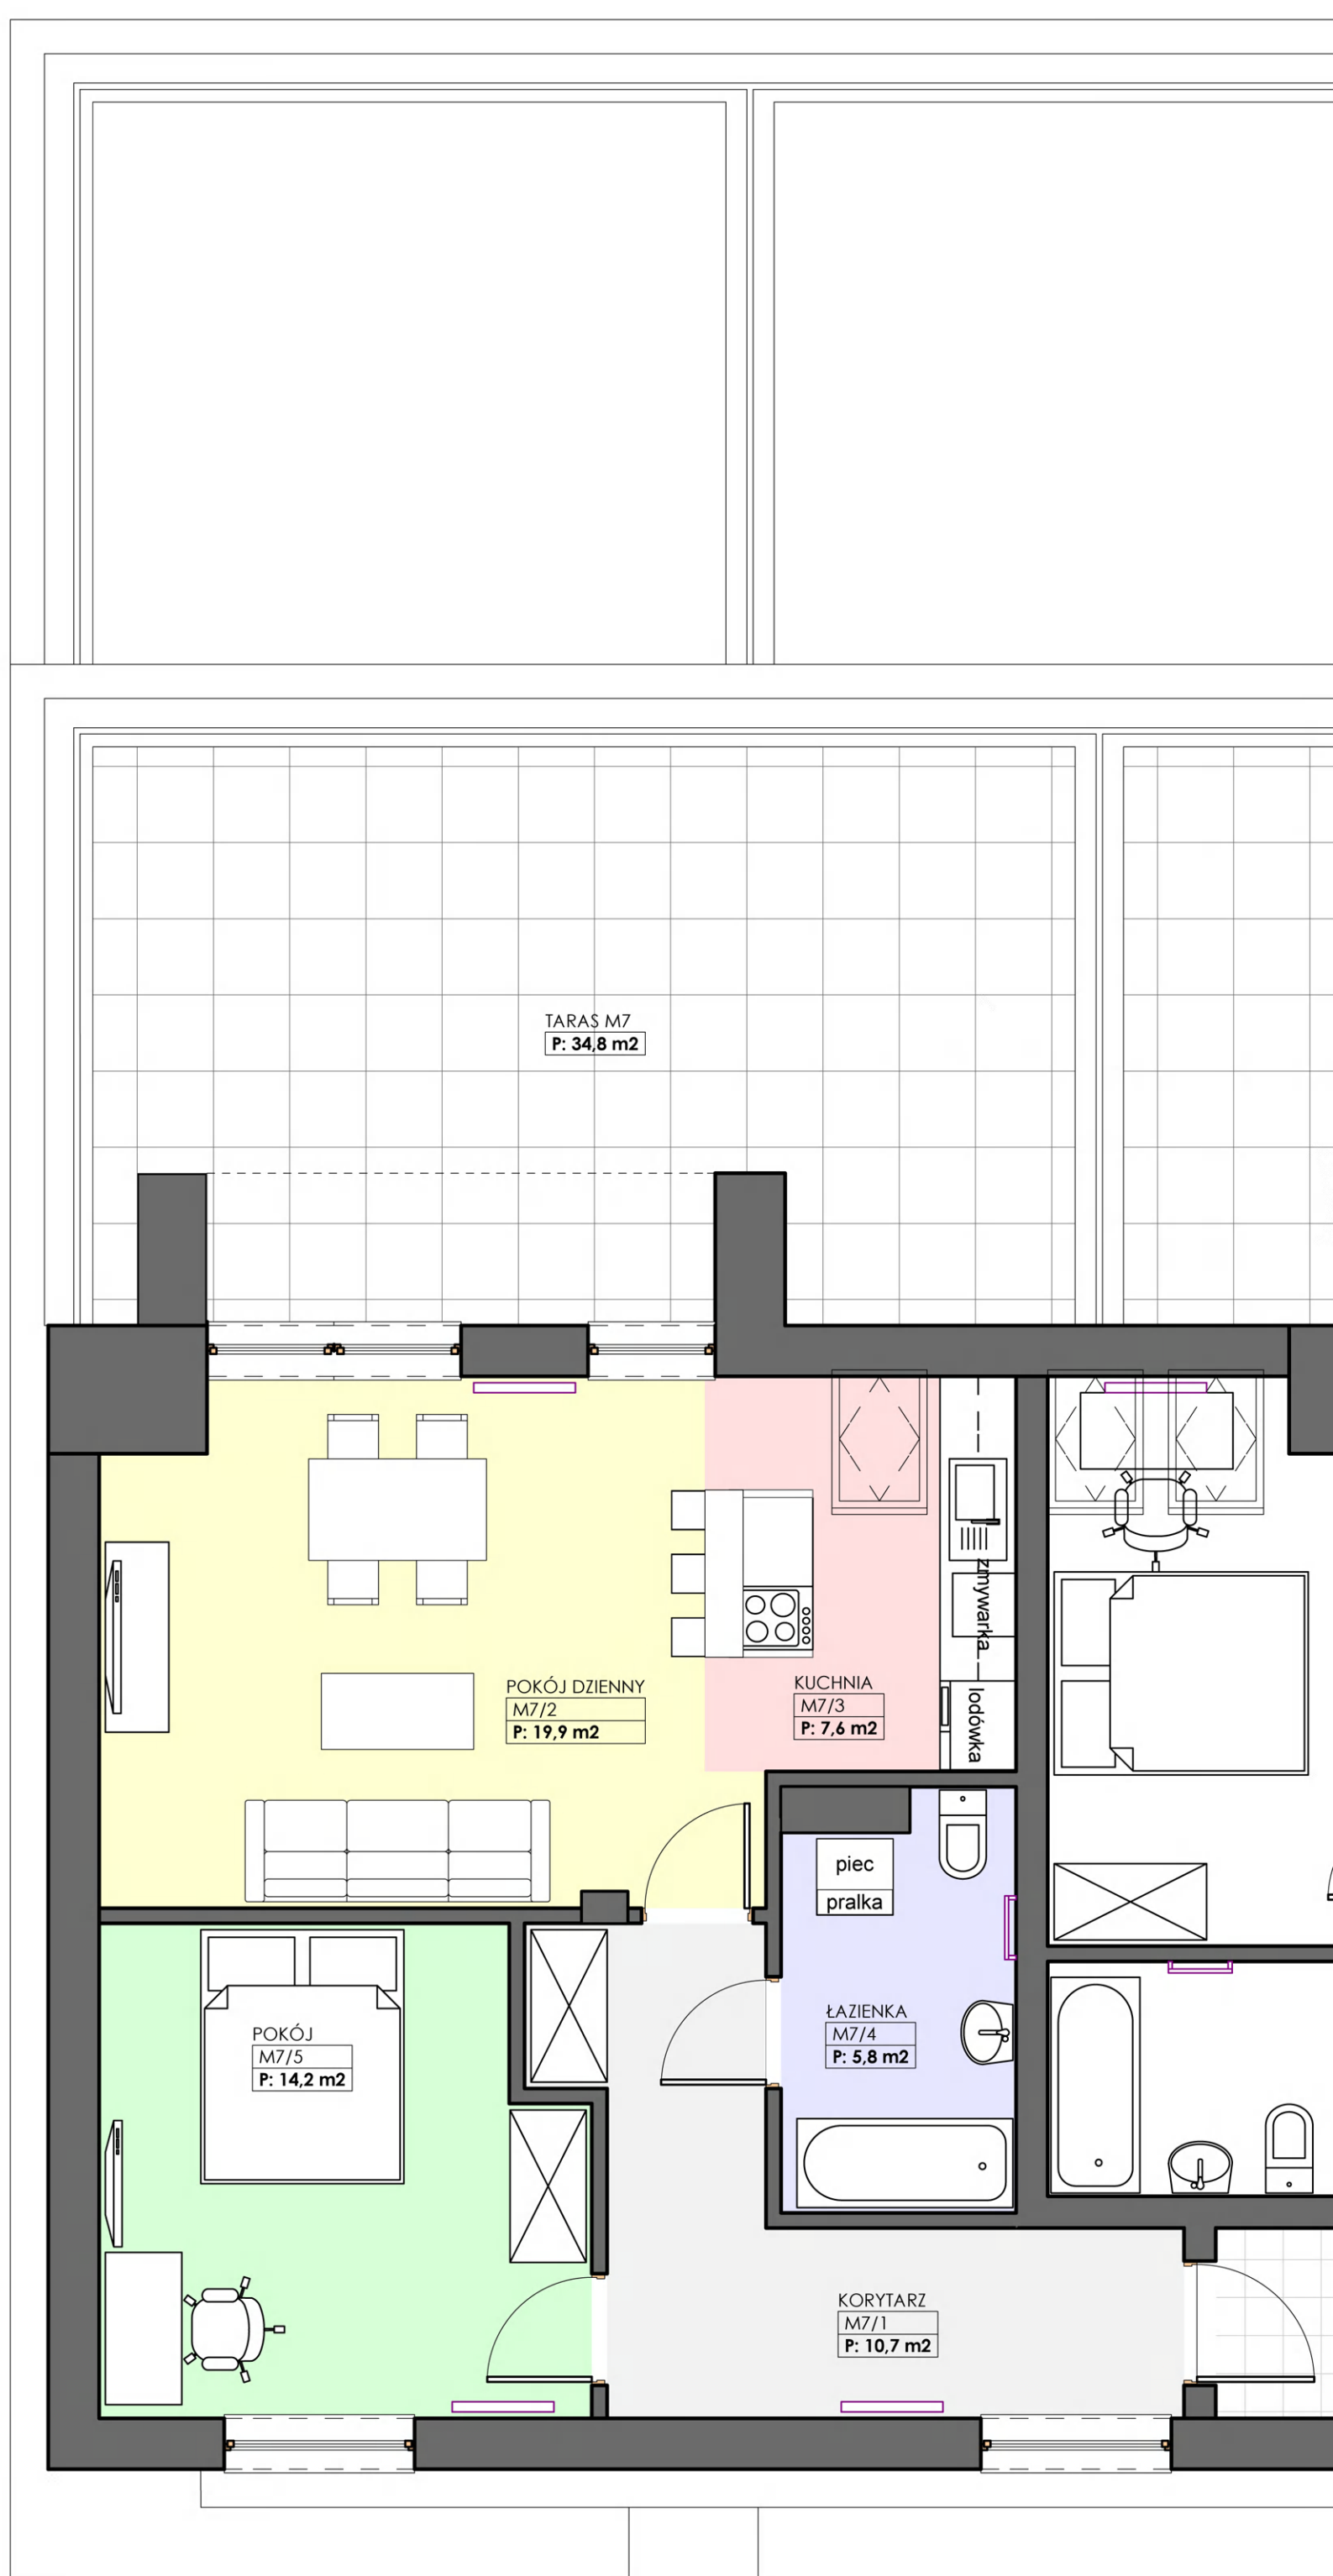 TARAS M7
P: 34,8 m2
zmywarka
POKÓJ DZIENNY
M7/2
P: 19,9 m2
KUCHNIA
M7/3
P: 7,6 m2
lodówka
piec
pralka
ŁAZIENKA
M7/4
P: 5,8 m2
POKÓJ
M7/5
P: 14,2 m2
KORYTARZ
M7/1
P: 10,7 m2